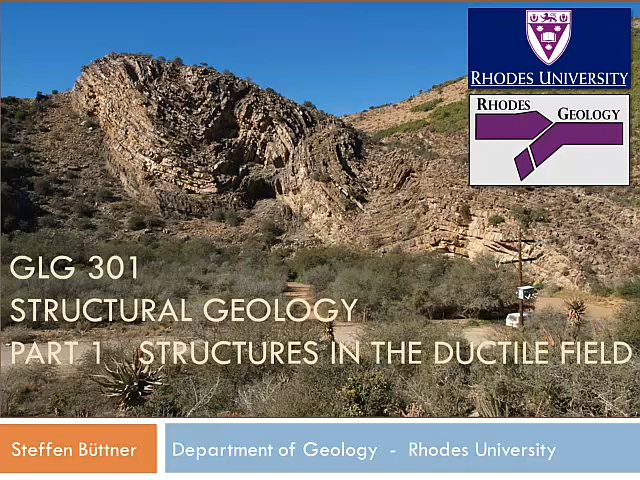 RHODES UNIVERSITY
RHODES GEOLOGY
GLG 301
STRUCTURAL GEOLOGY
PART 1 STRUCTURES IN THE DUCTILE FIELD
Steffen Büttner
Department of Geology - Rhodes University